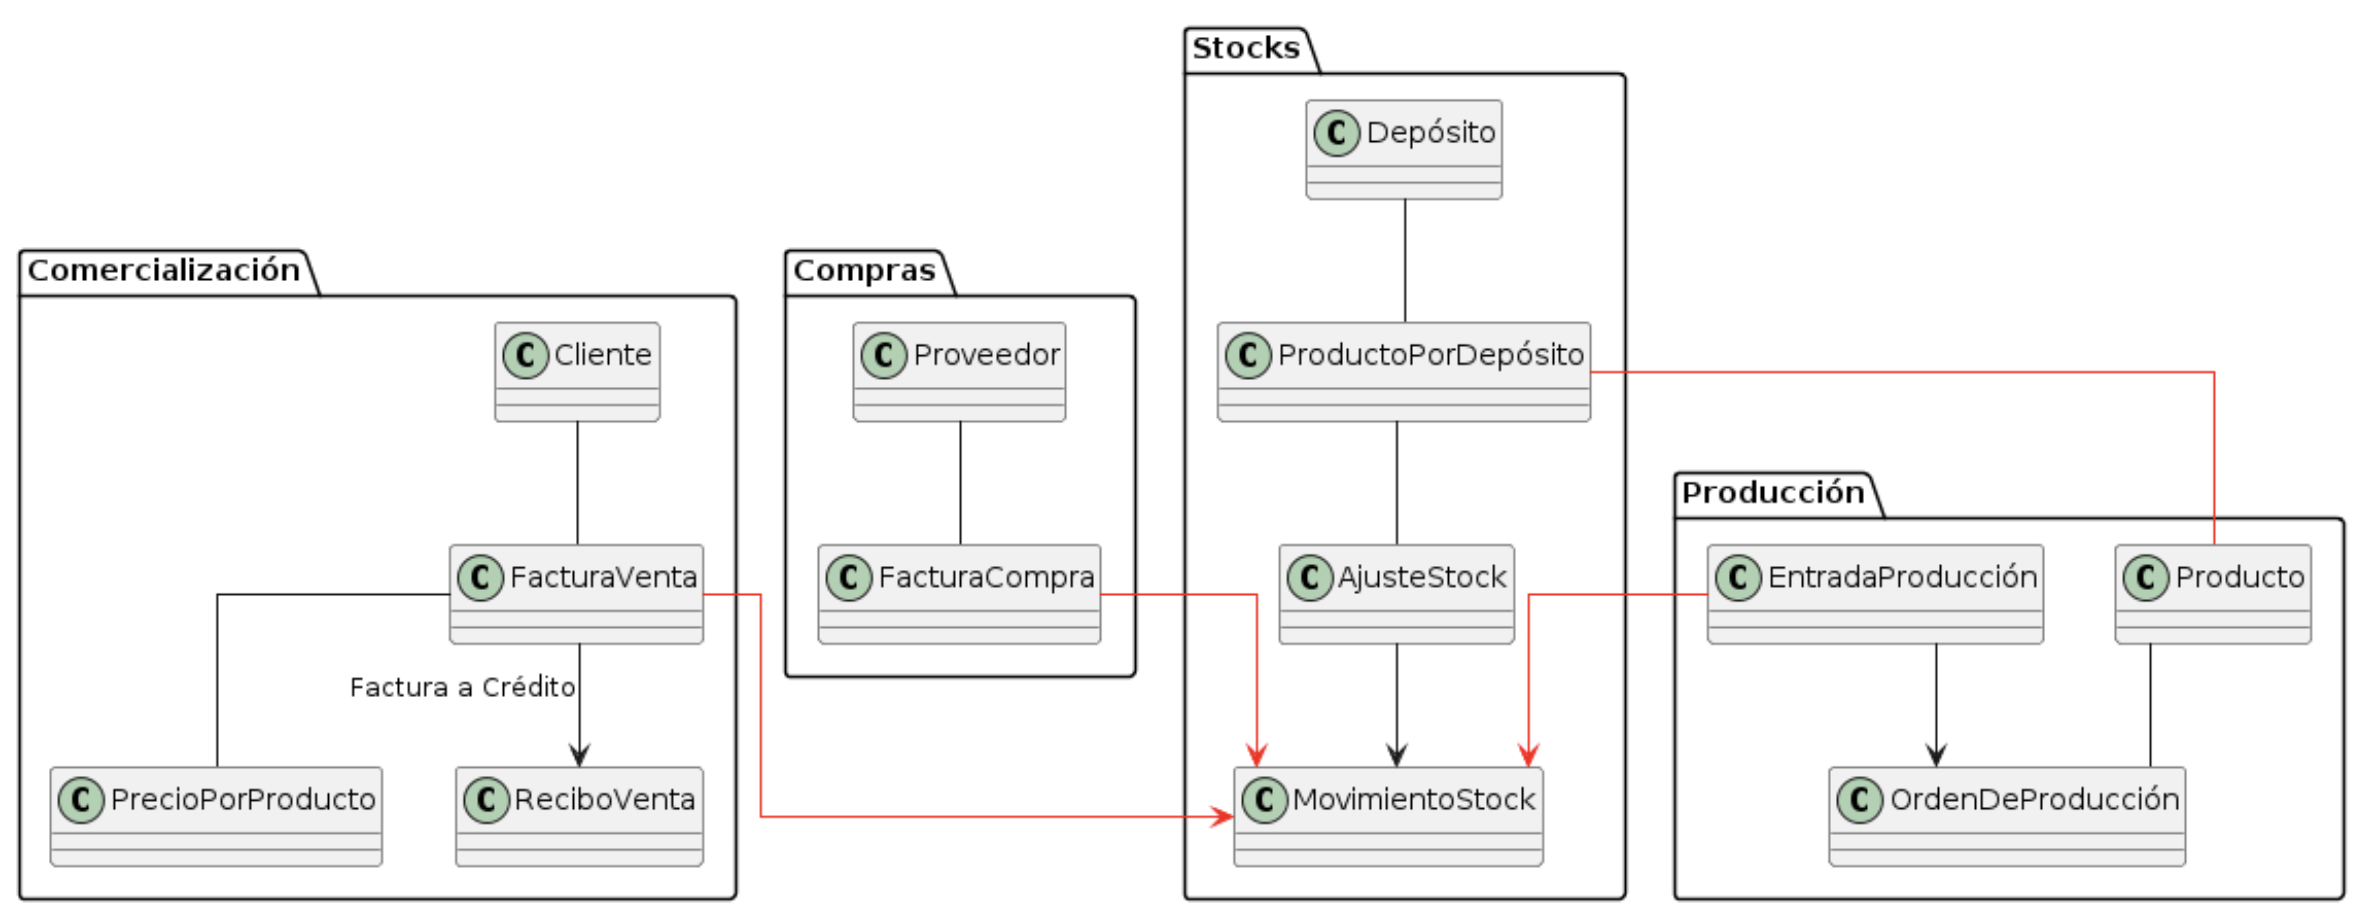 Stocks
C Depósito
Comercialización
Compras
C Cliente
C Proveedor
C ProductoPorDepósito
Producción
C FacturaVenta
C FacturaCompra
C AjusteStock
C EntradaProducción
C Producto
Factura a Crédito
C PrecioPorProducto
C ReciboVenta
C MovimientoStock
C OrdenDeProducción